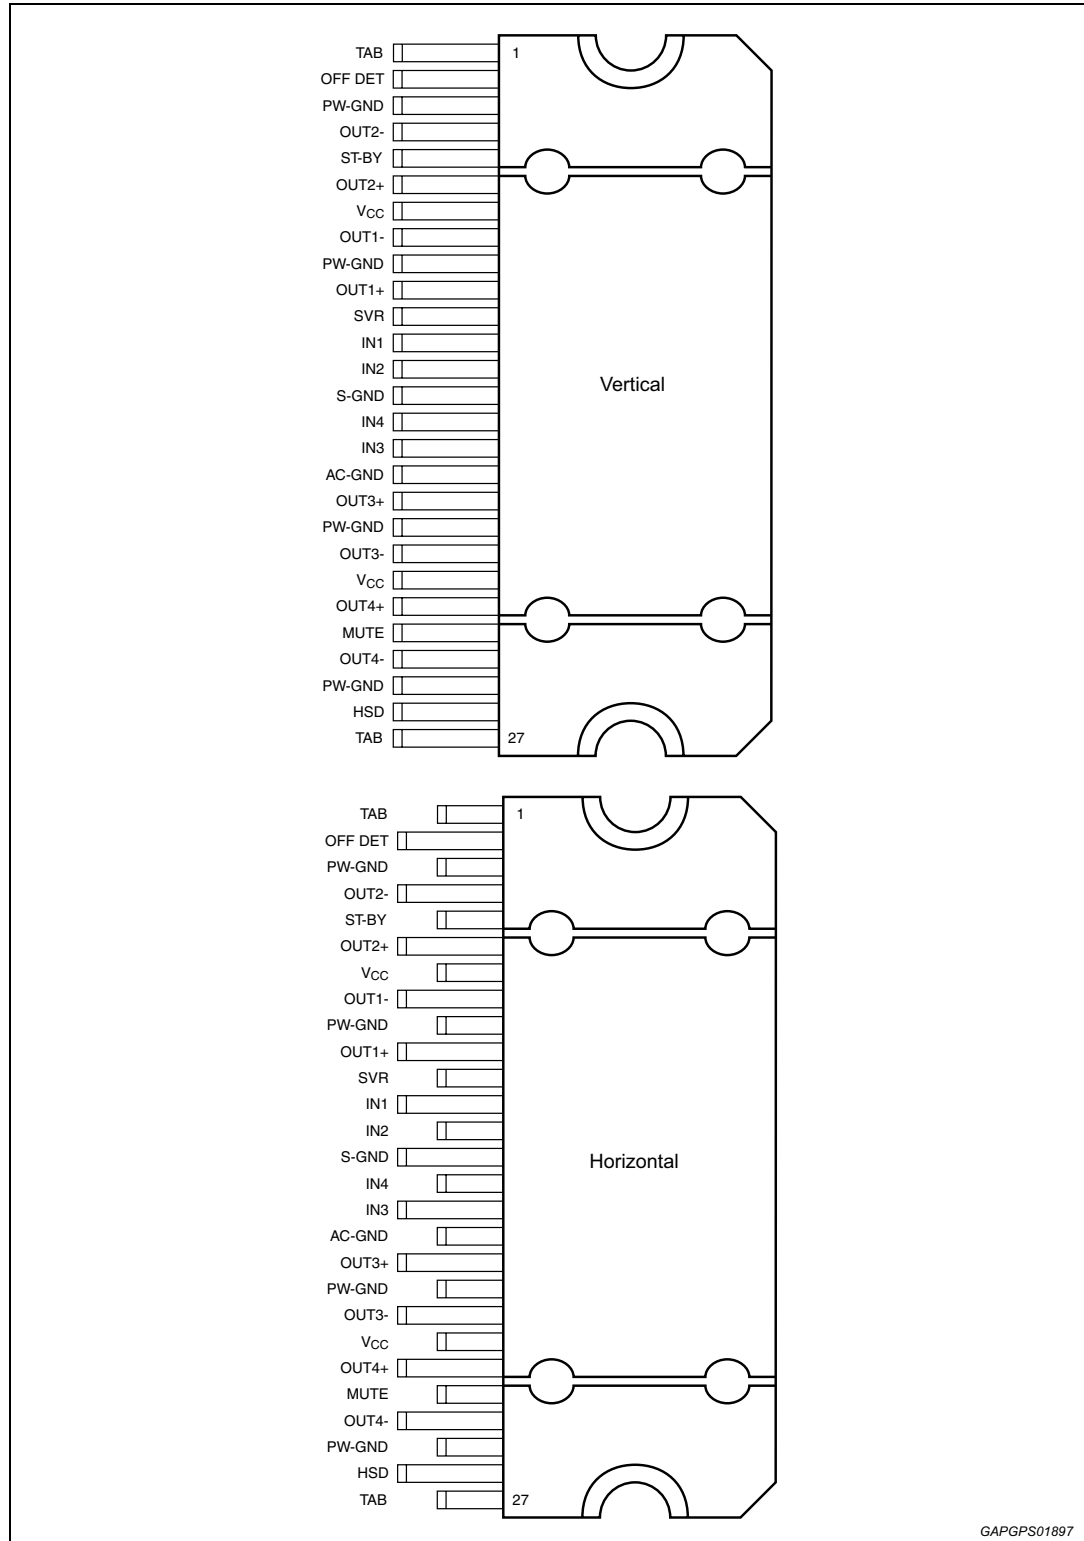 TAB 1
OFF DET
PW-GND
OUT2-
ST-BY
OUT2+
VCC
OUT1-
PW-GND
OUT1+
SVR
IN1
IN2
Vertical
S-GND
IN4
IN3
AC-GND
OUT3+
PW-GND
OUT3-
VCC
OUT4+
MUTE
OUT4-
PW-GND
HSD
TAB 27
TAB 1
OFF DET
PW-GND
OUT2-
ST-BY
OUT2+
VCC
OUT1-
PW-GND
OUT1+
SVR
IN1
IN2
S-GND
Horizontal
IN4
IN3
AC-GND
OUT3+
PW-GND
OUT3-
VCC
OUT4+
MUTE
OUT4-
PW-GND
HSD
TAB 27
GAPGPS01897